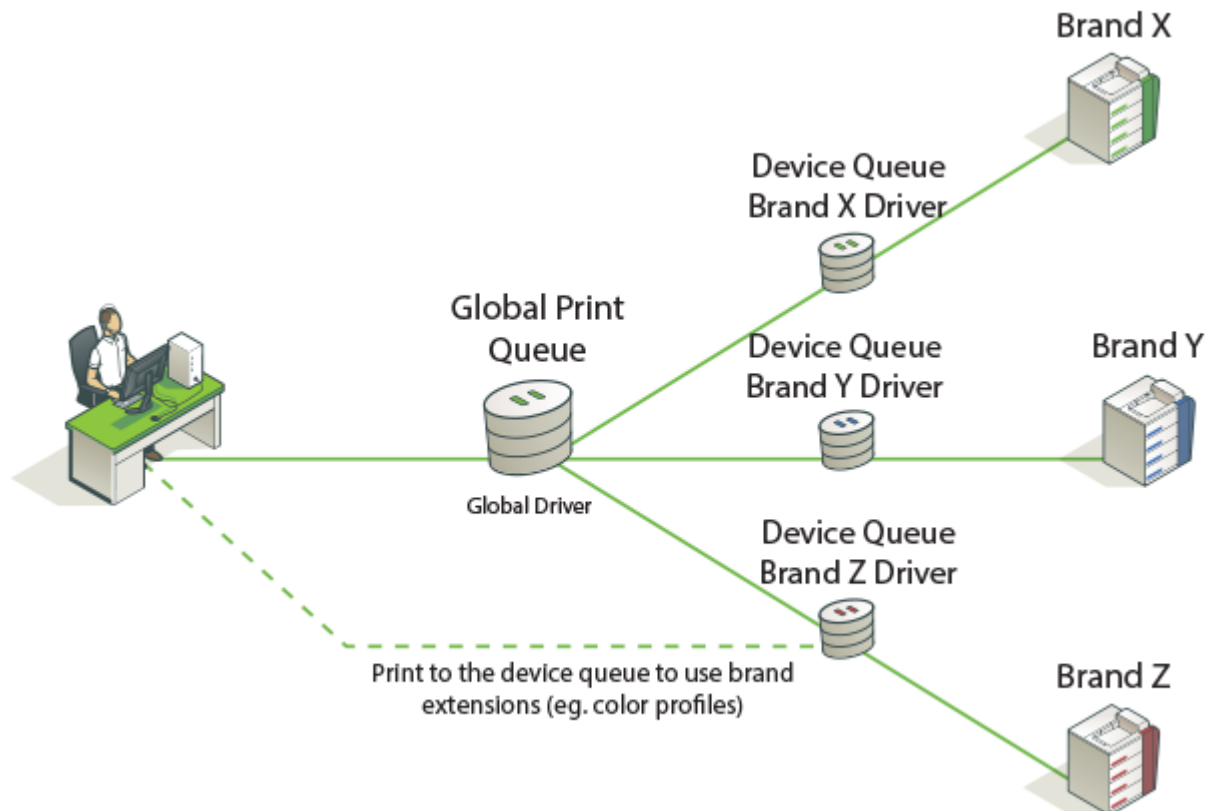 Brand X
Device Queue
Brand X Driver
Global Print
Queue
Device Queue
Brand Y Driver
Brand Y
Global Driver
Device Queue
Brand Z Driver
Print to the device queue to use brand
extensions (eg. color profiles)
Brand Z